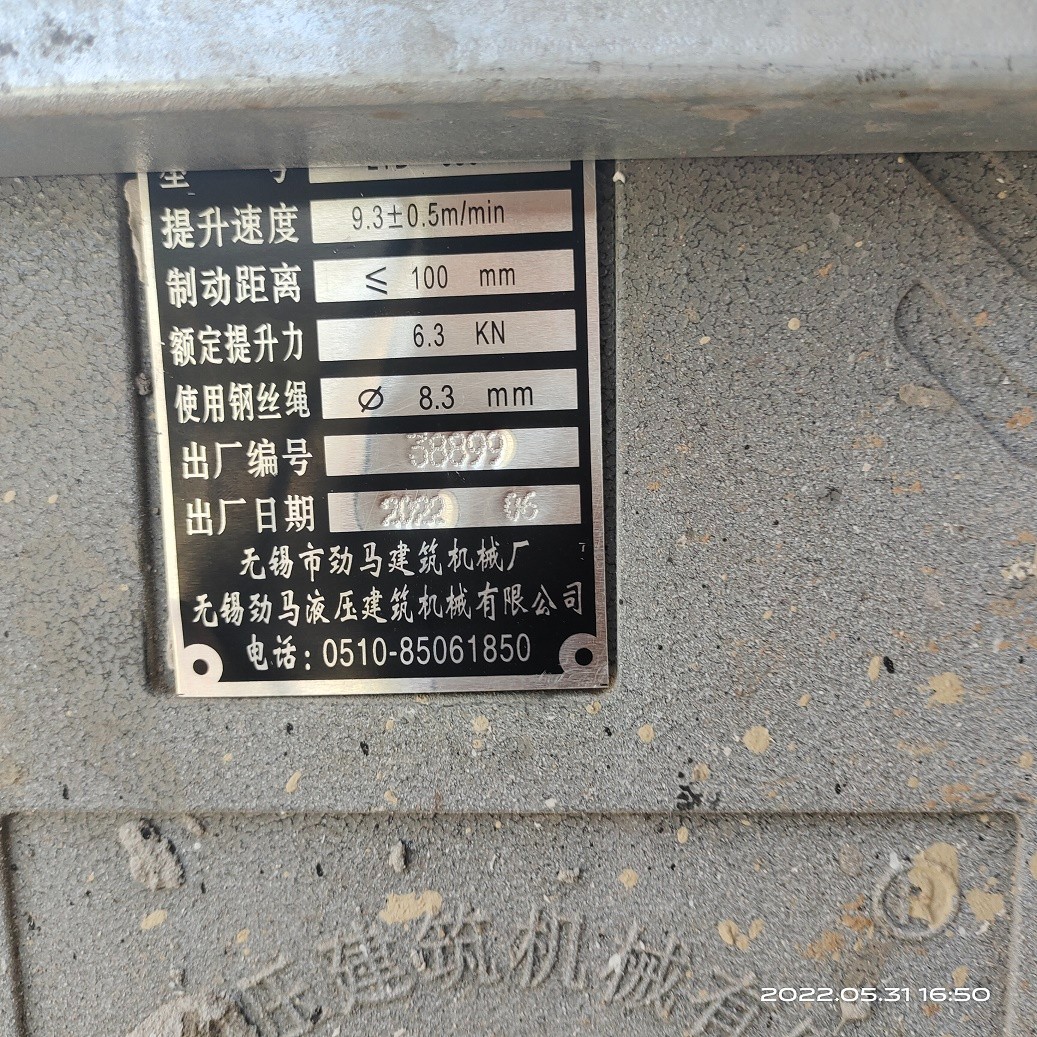 型 号
提升速度 9.3±0.5m/min
制动距离 ≤ 100 mm
额定提升力 6.3 KN
使用钢丝绳 Ø 8.3 mm
出厂编号 38899
出厂日期 2022
无锡市劲马建筑机械厂
无锡劲马液压建筑机械有限公司
电话：0510-85061850
压建筑机械有
2022.05.31 16:50